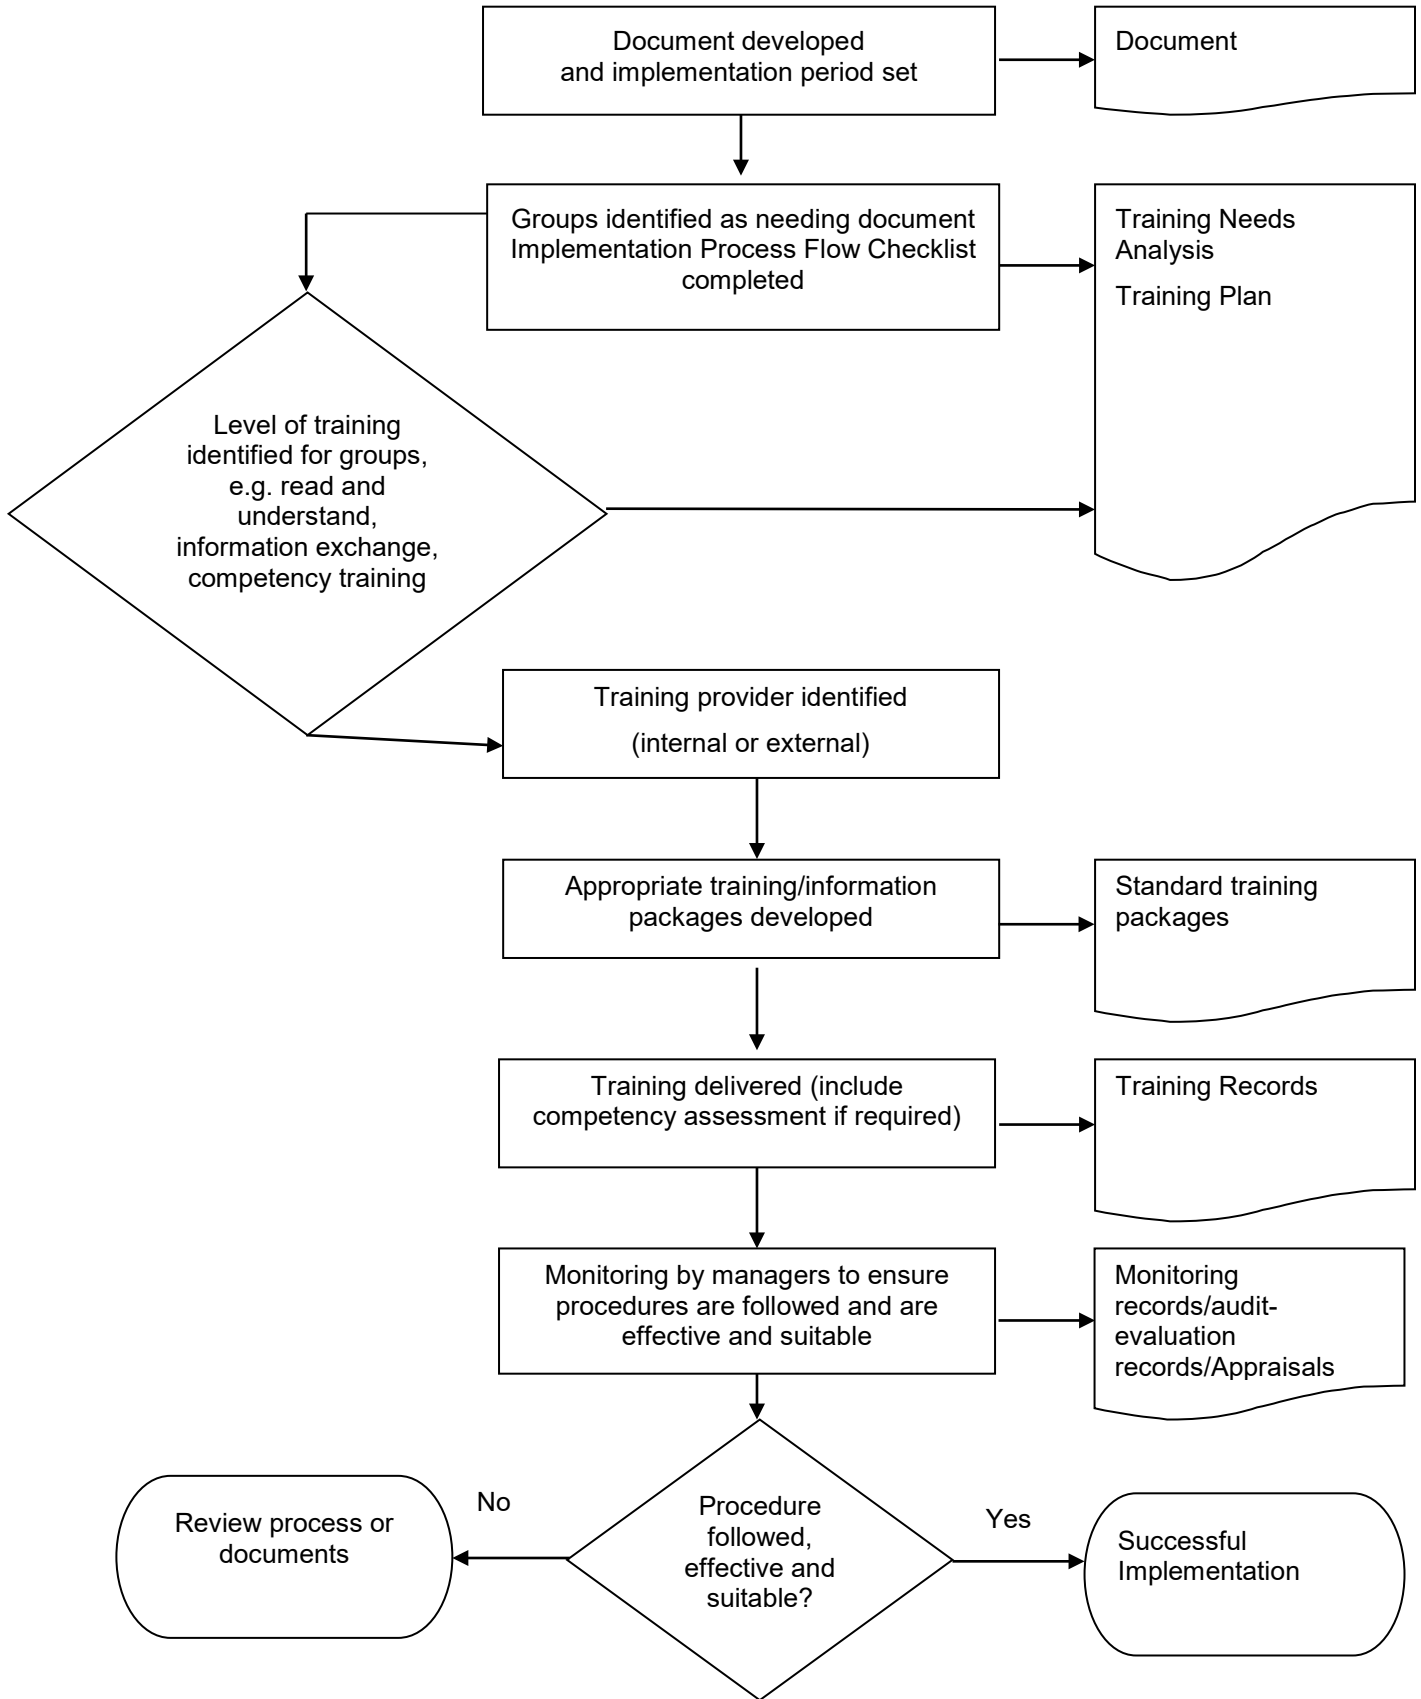 Document developed
and implementation period set
Document
Groups identified as needing document
Implementation Process Flow Checklist
completed
Training Needs
Analysis
Training Plan
Level of training
identified for groups,
e.g. read and
understand,
information exchange,
competency training
Training provider identified
(internal or external)
Appropriate training/information
packages developed
Standard training
packages
Training delivered (include
competency assessment if required)
Training Records
Monitoring by managers to ensure
procedures are followed and are
effective and suitable
Monitoring
records/audit-
evaluation
records/Appraisals
Procedure
followed,
effective and
suitable?
No
Review process or
documents
Yes
Successful
Implementation